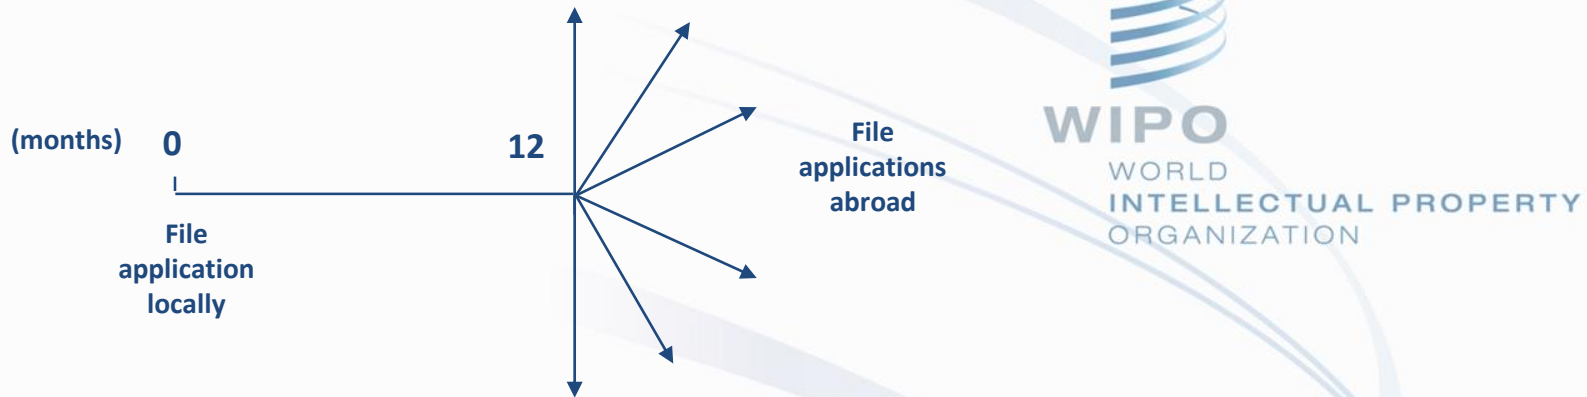 (months) 0 12
File
applications
abroad
File
application
locally
WIPO
WORLD
INTELLECTUAL PROPERTY
ORGANIZATION